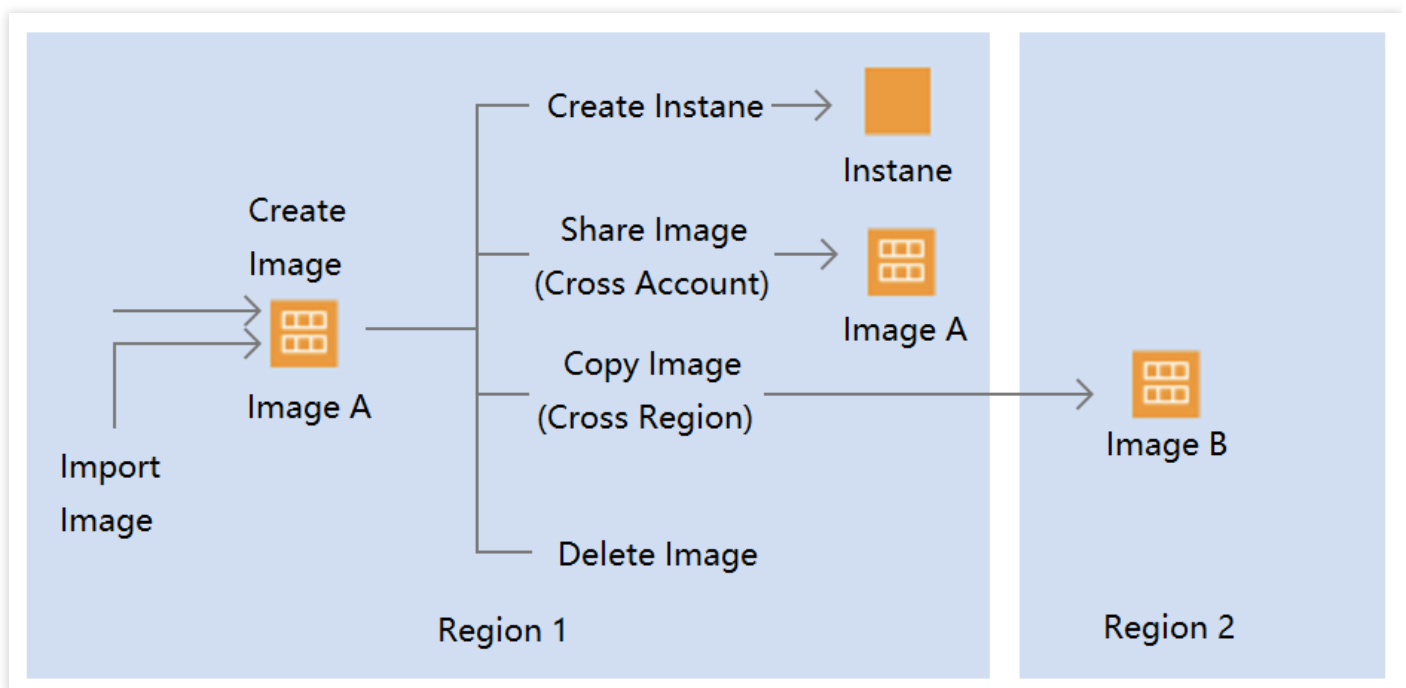 Create Instane
Instane
Create
Image
Share Image
(Cross Account)
Image A
Image A
Copy Image
(Cross Region)
Image B
Import
Image
Delete Image
Region 1
Region 2